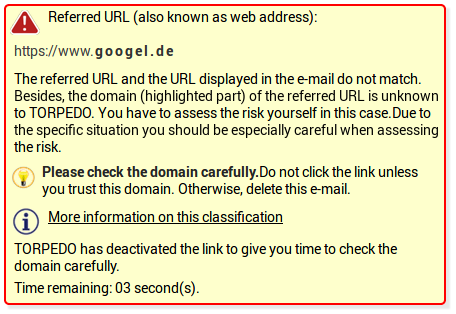 Referred URL (also known as web address):
https://www.googel.de
The referred URL and the URL displayed in the e-mail do not match.
Besides, the domain (highlighted part) of the referred URL is unknown
to TORPEDO. You have to assess the risk yourself in this case.Due to
the specific situation you should be especially careful when assessing
the risk.
Please check the domain carefully.Do not click the link unless
you trust this domain. Otherwise, delete this e-mail.
More information on this classification
TORPEDO has deactivated the link to give you time to check the
domain carefully.
Time remaining: 03 second(s).